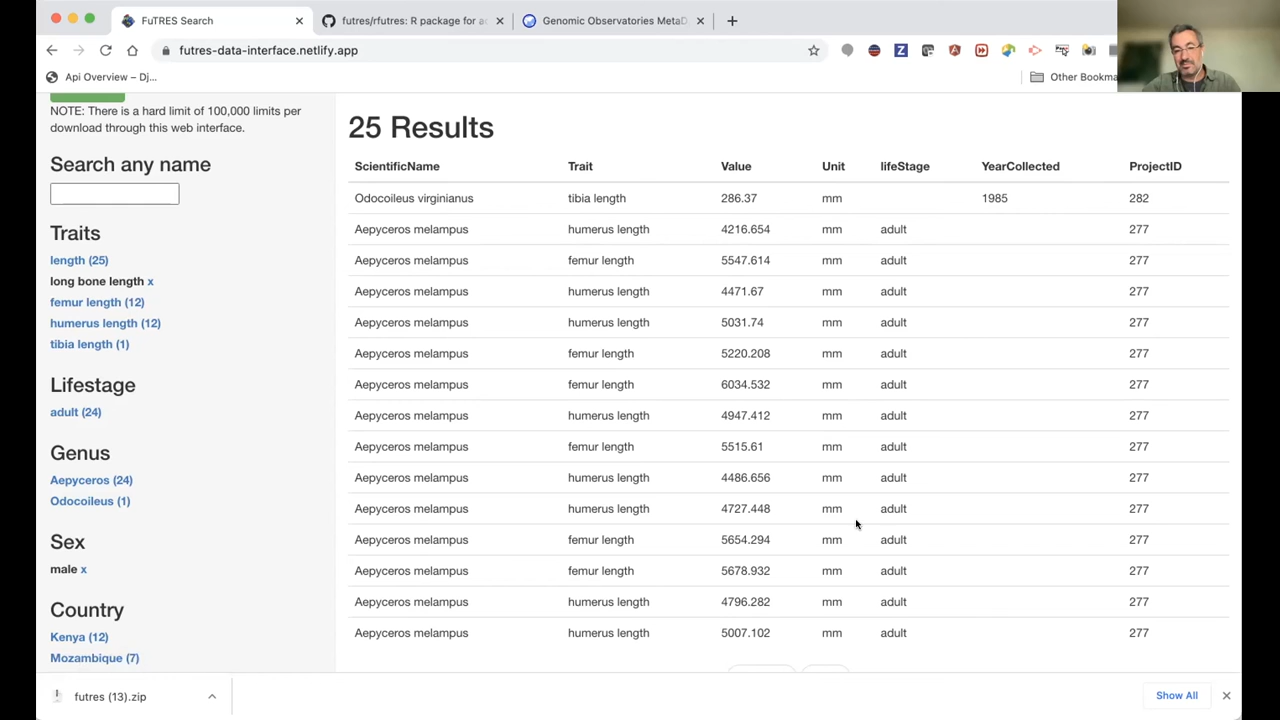 FuTRES Search
futres/rfutres: R package for a
Genomic Observatories MetaD
futres-data-interface.netlify.app
Api Overview – Dj...
Other Bookma
NOTE: There is a hard limit of 100,000 limits per
download through this web interface.
Search any name
Traits
length (25)
long bone length x
femur length (12)
humerus length (12)
tibia length (1)
Lifestage
adult (24)
Genus
Aepyceros (24)
Odocoileus (1)
Sex
male x
Country
Kenya (12)
Mozambique (7)
25 Results
ScientificName Trait Value Unit lifeStage YearCollected ProjectID
Odocoileus virginianus tibia length 286.37 mm 1985 282
Aepyceros melampus humerus length 4216.654 mm adult 277
Aepyceros melampus femur length 5547.614 mm adult 277
Aepyceros melampus humerus length 4471.67 mm adult 277
Aepyceros melampus humerus length 5031.74 mm adult 277
Aepyceros melampus femur length 5220.208 mm adult 277
Aepyceros melampus femur length 6034.532 mm adult 277
Aepyceros melampus humerus length 4947.412 mm adult 277
Aepyceros melampus femur length 5515.61 mm adult 277
Aepyceros melampus humerus length 4486.656 mm adult 277
Aepyceros melampus humerus length 4727.448 mm adult 277
Aepyceros melampus femur length 5654.294 mm adult 277
Aepyceros melampus femur length 5678.932 mm adult 277
Aepyceros melampus humerus length 4796.282 mm adult 277
Aepyceros melampus humerus length 5007.102 mm adult 277
futres (13).zip
Show All